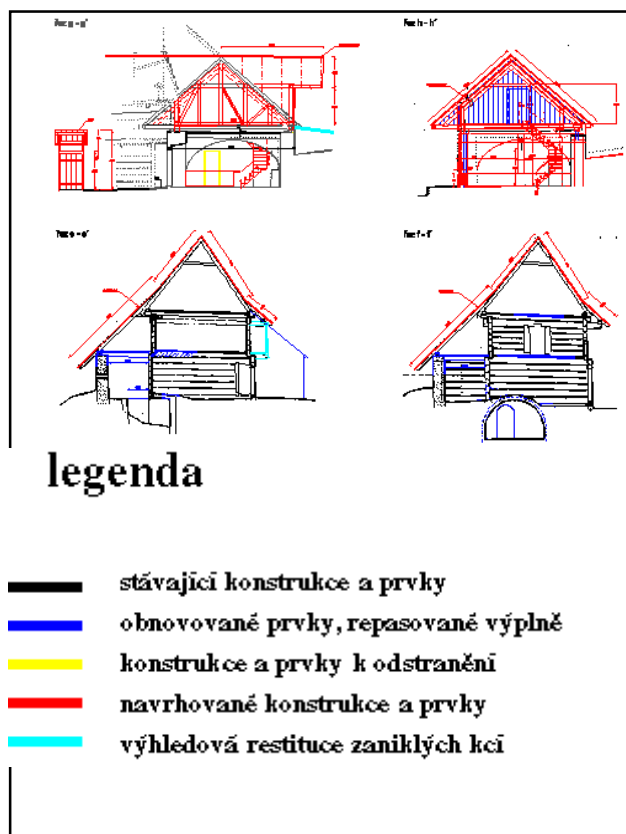 legenda
stávající konstrukce a prvky
obnovované prvky, repasované výplně
konstrukce a prvky k odstranění
navrhované konstrukce a prvky
výhledová restituce zaniklých kcí